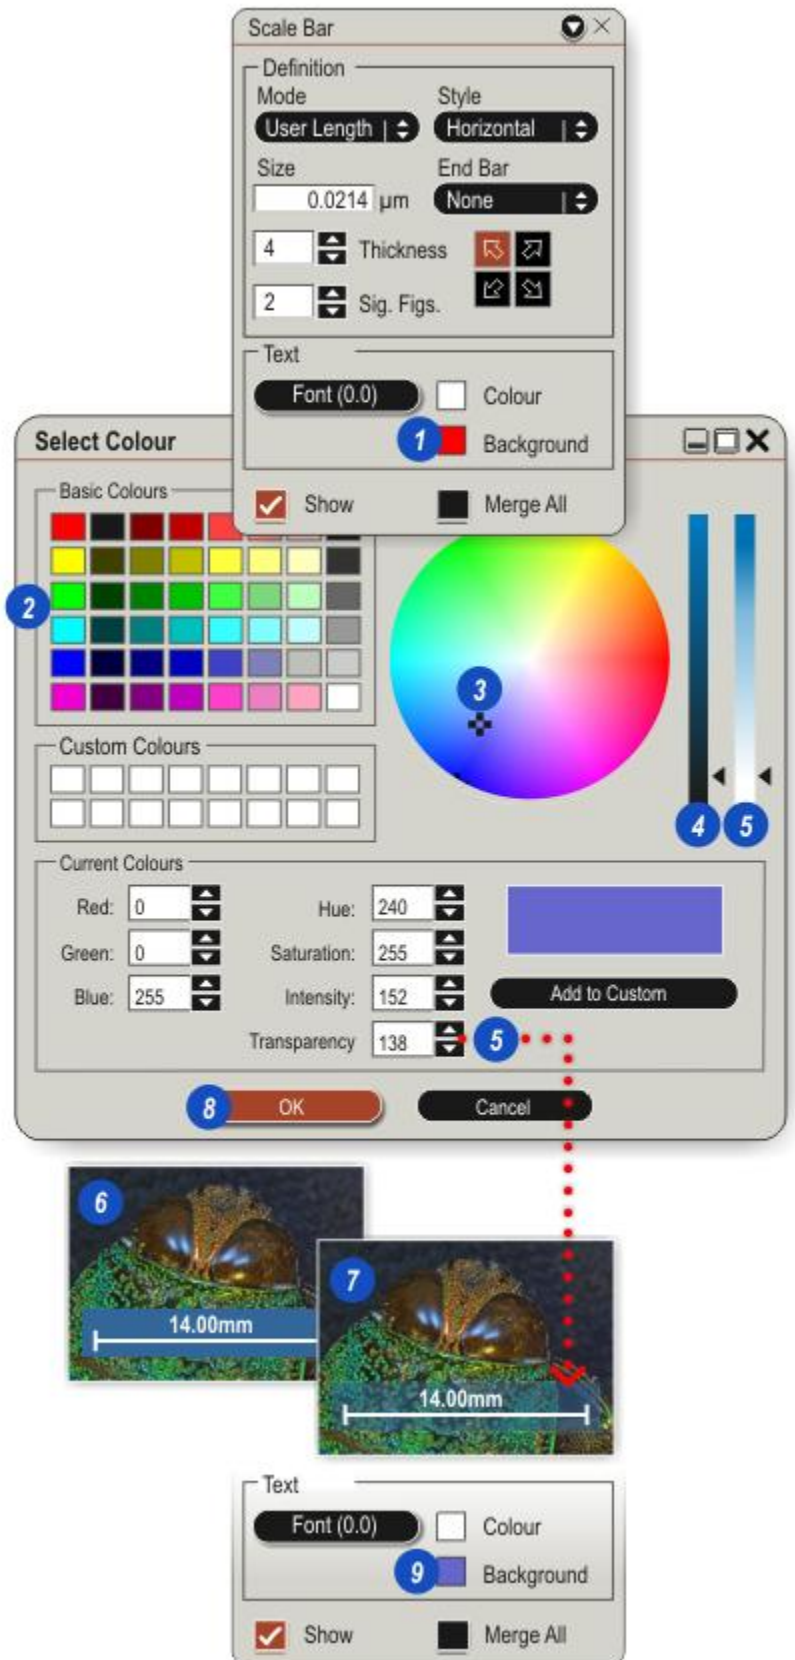 Scale Bar
Definition
Mode Style
User Length Horizontal
Size End Bar
0.0214 µm None
4 Thickness
2 Sig. Figs.
Text
Font (0.0) Colour
1 Background
Show Merge All
Select Colour
Basic Colours
2
3
Custom Colours
4 5
Current Colours
Red: 0 Hue: 240
Green: 0 Saturation: 255
Blue: 255 Intensity: 152 Add to Custom
Transparency 138 5
8 OK Cancel
6
14.00mm
7
14.00mm
Text
Font (0.0) Colour
9 Background
Show Merge All